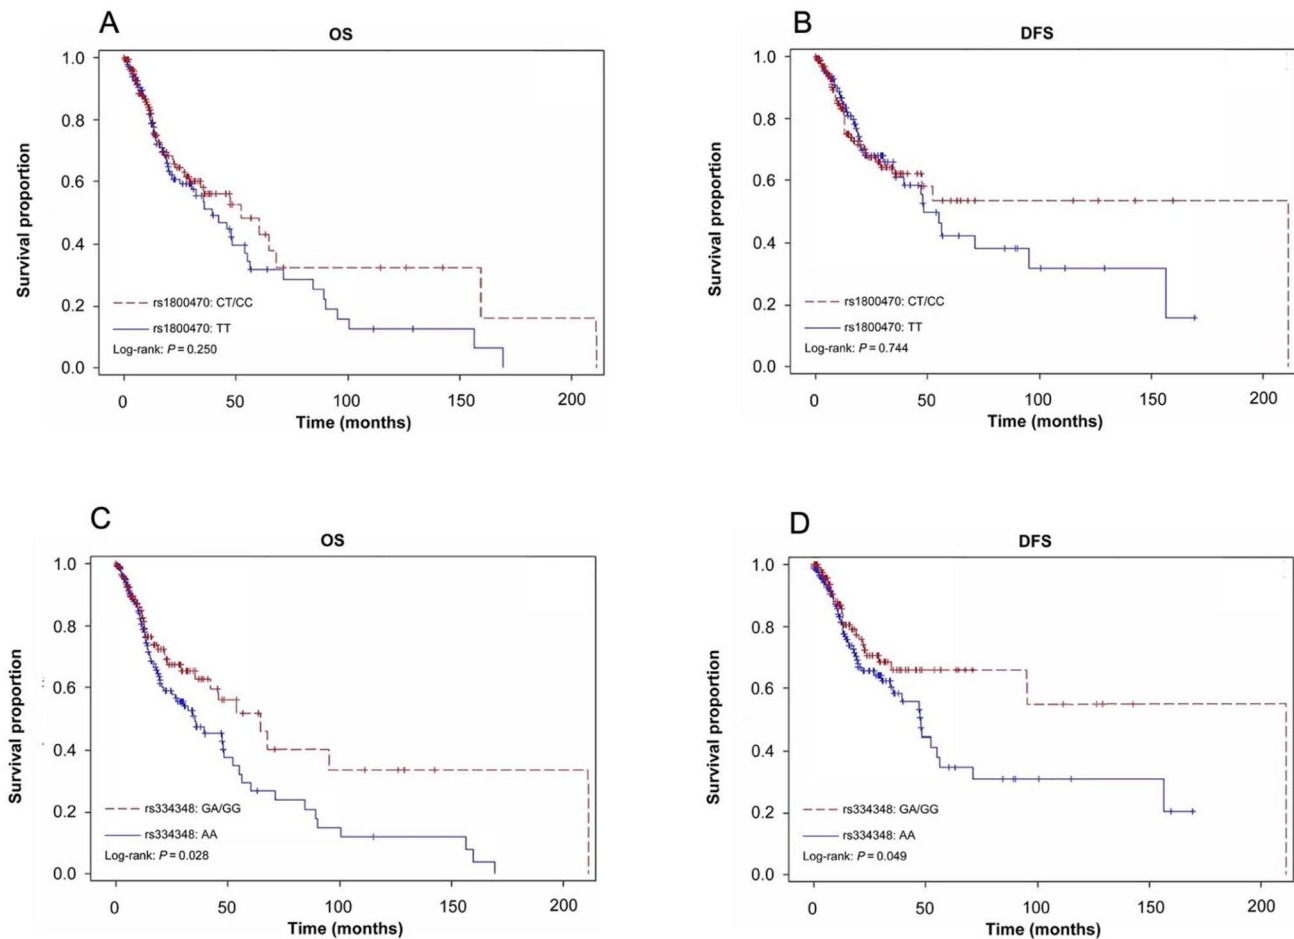 A
OS
Survival proportion
1.0
0.8
0.6
0.4
0.2
0.0
rs1800470: CT/CC
rs1800470: TT
Log-rank: P = 0.250
0 50 100 150 200
Time (months)
B
DFS
Survival proportion
1.0
0.8
0.6
0.4
0.2
0.0
rs1800470: CT/CC
rs1800470: TT
Log-rank: P = 0.744
0 50 100 150 200
Time (months)
C
OS
Survival proportion
1.0
0.8
0.6
0.4
0.2
0.0
rs334348: GA/GG
rs334348: AA
Log-rank: P = 0.028
0 50 100 150 200
Time (months)
D
DFS
Survival proportion
1.0
0.8
0.6
0.4
0.2
0.0
rs334348: GA/GG
rs334348: AA
Log-rank: P = 0.049
0 50 100 150 200
Time (months)